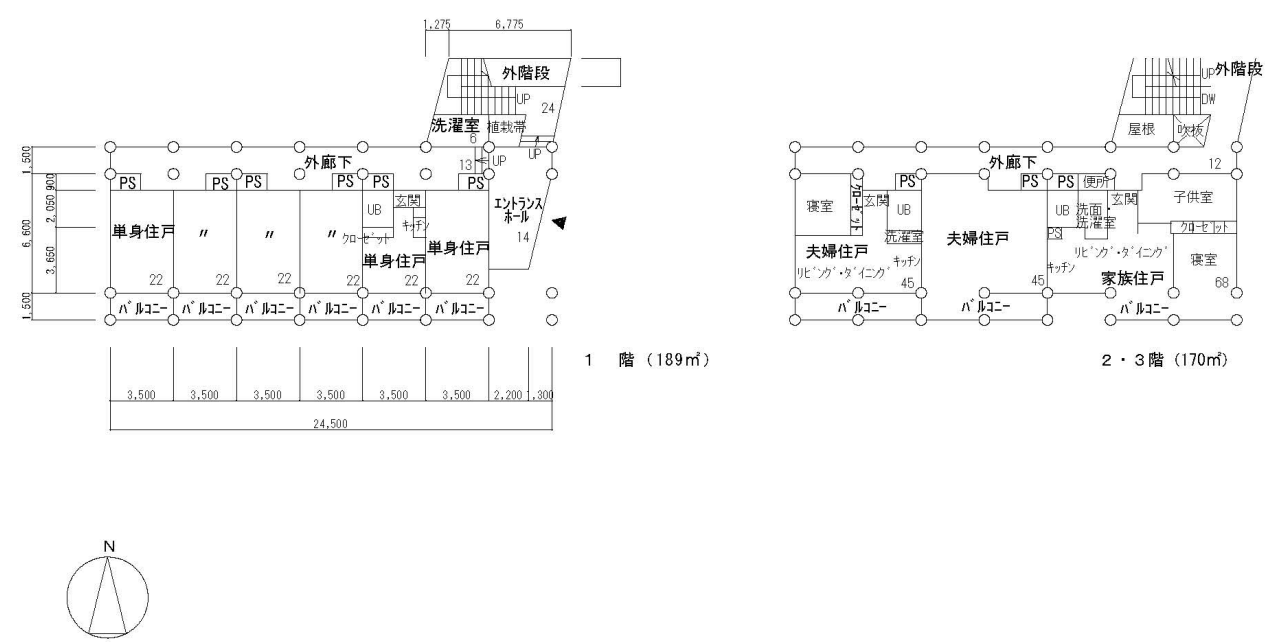 1,275
6,775
外階段
UP
24
洗濯室
植栽帯
6
UP
外廊下
13
UP
PS
PS
PS
PS
PS
PS
UB
玄関
キッチン
クローゼット
エントランス
ホール
14
単身住戸
〃
〃
〃
単身住戸
単身住戸
22
22
22
22
22
22
バルコニー
バルコニー
バルコニー
バルコニー
バルコニー
バルコニー
1,500
900
2,050
6,600
3,650
1,500
3,500
3,500
3,500
3,500
3,500
3,500
2,200
1,300
24,500
1 階 (189㎡)
UP
外階段
DW
屋根
吹抜
外廊下
12
寝室
クローゼット
玄関
PS
UB
洗濯室
キッチン
夫婦住戸
リビング・ダイニング
45
夫婦住戸
45
PS
PS
便所
UB
洗面・
洗濯室
玄関
PS
キッチン
リビング・ダイニング
家族住戸
子供室
クローゼット
寝室
68
バルコニー
バルコニー
バルコニー
2・3階 (170㎡)
N